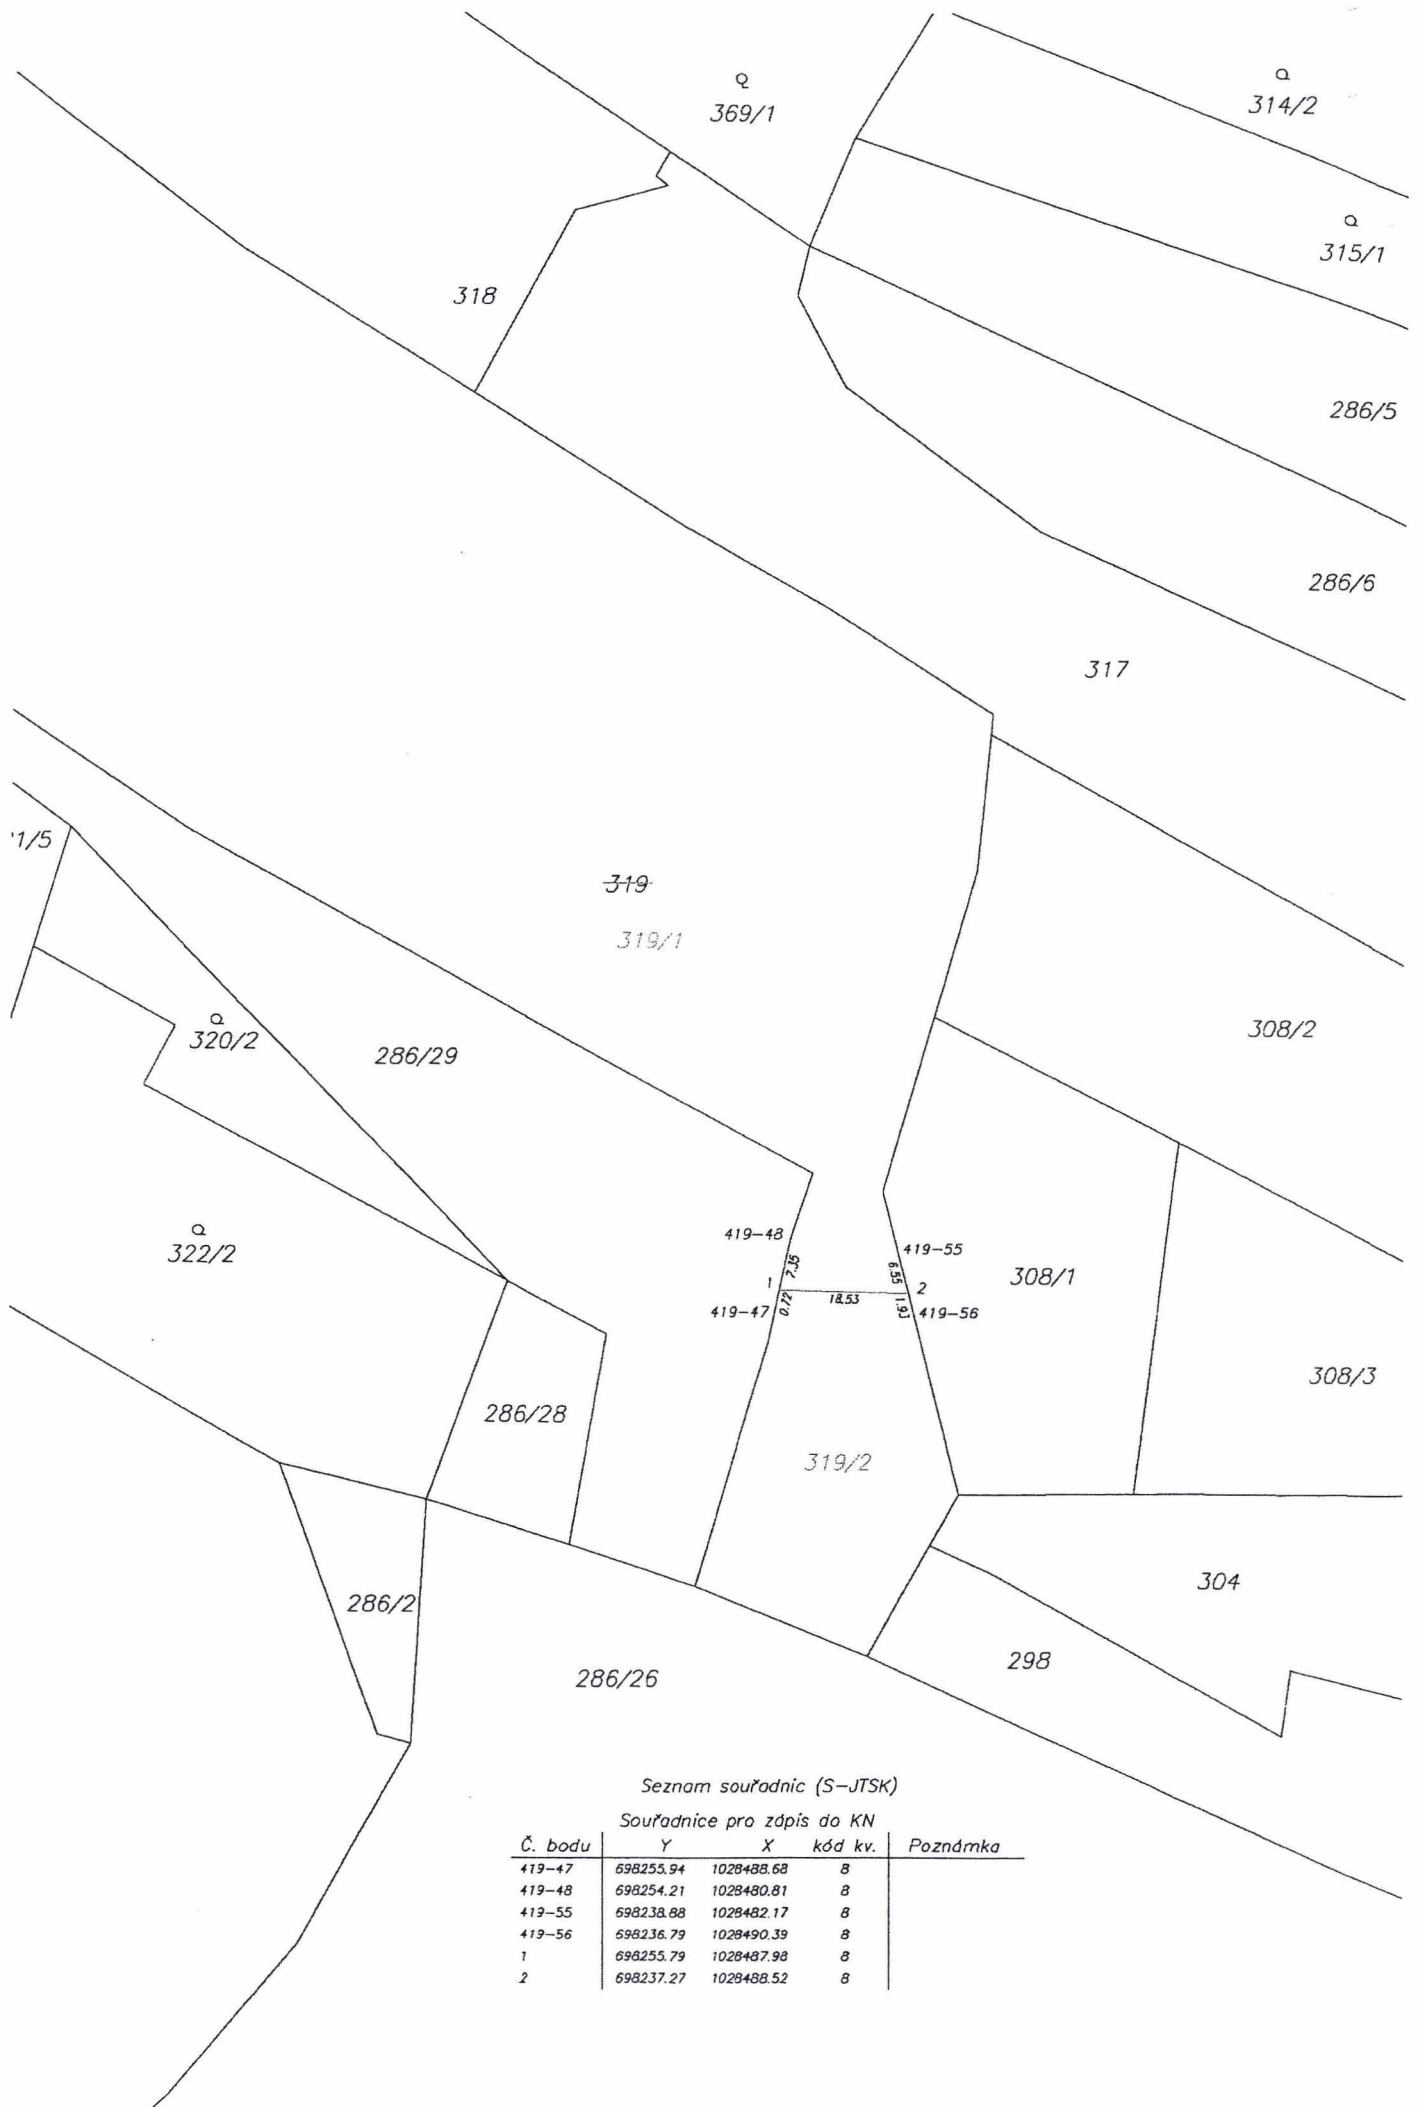 Q
369/1
Q
314/2
Q
315/1
318
286/5
286/6
317
1/5
319
319/1
Q
320/2
286/29
308/2
Q
322/2
419-48
7.35
419-55
6.55
308/1
1
2
18.53
0.72
1.93
419-47
419-56
308/3
286/28
319/2
286/2
304
298
286/26
Seznam souřadnic (S-JTSK)
Souřadnice pro zápis do KN
Č. bodu Y X kód kv. Poznámka
419-47 698255.94 1028488.68 8
419-48 698254.21 1028480.81 8
419-55 698238.88 1028482.17 8
419-56 698236.79 1028490.39 8
1 698255.79 1028487.98 8
2 698237.27 1028488.52 8